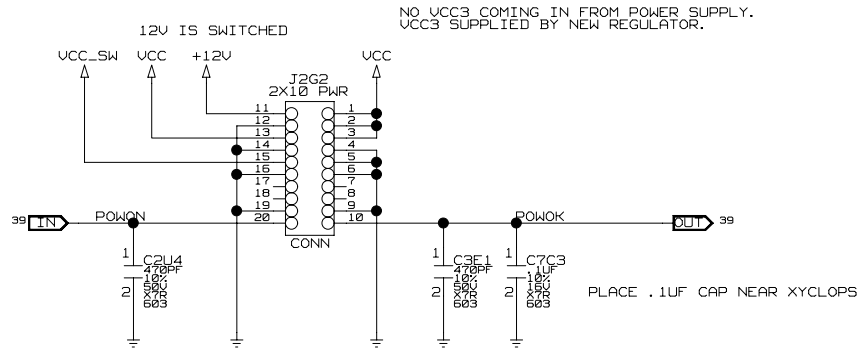 NO VCC3 COMING IN FROM POWER SUPPLY.
VCC3 SUPPLIED BY NEW REGULATOR.
12V IS SWITCHED
VCC_SW VCC +12V VCC
J2G2
2X10 PWR
11 1
12 2
13 3
14 4
15 5
16 6
17 7
18 8
19 9
20 10
CONN
39 IN POWON POWOK OUT 39
1 C2U4
470PF
10%
50V
2 X7R
603
1 C3E1
470PF
10%
50V
2 X7R
603
1 C7C3
.1UF
10%
16V
2 X7R
603
PLACE .1UF CAP NEAR XYCLOPS